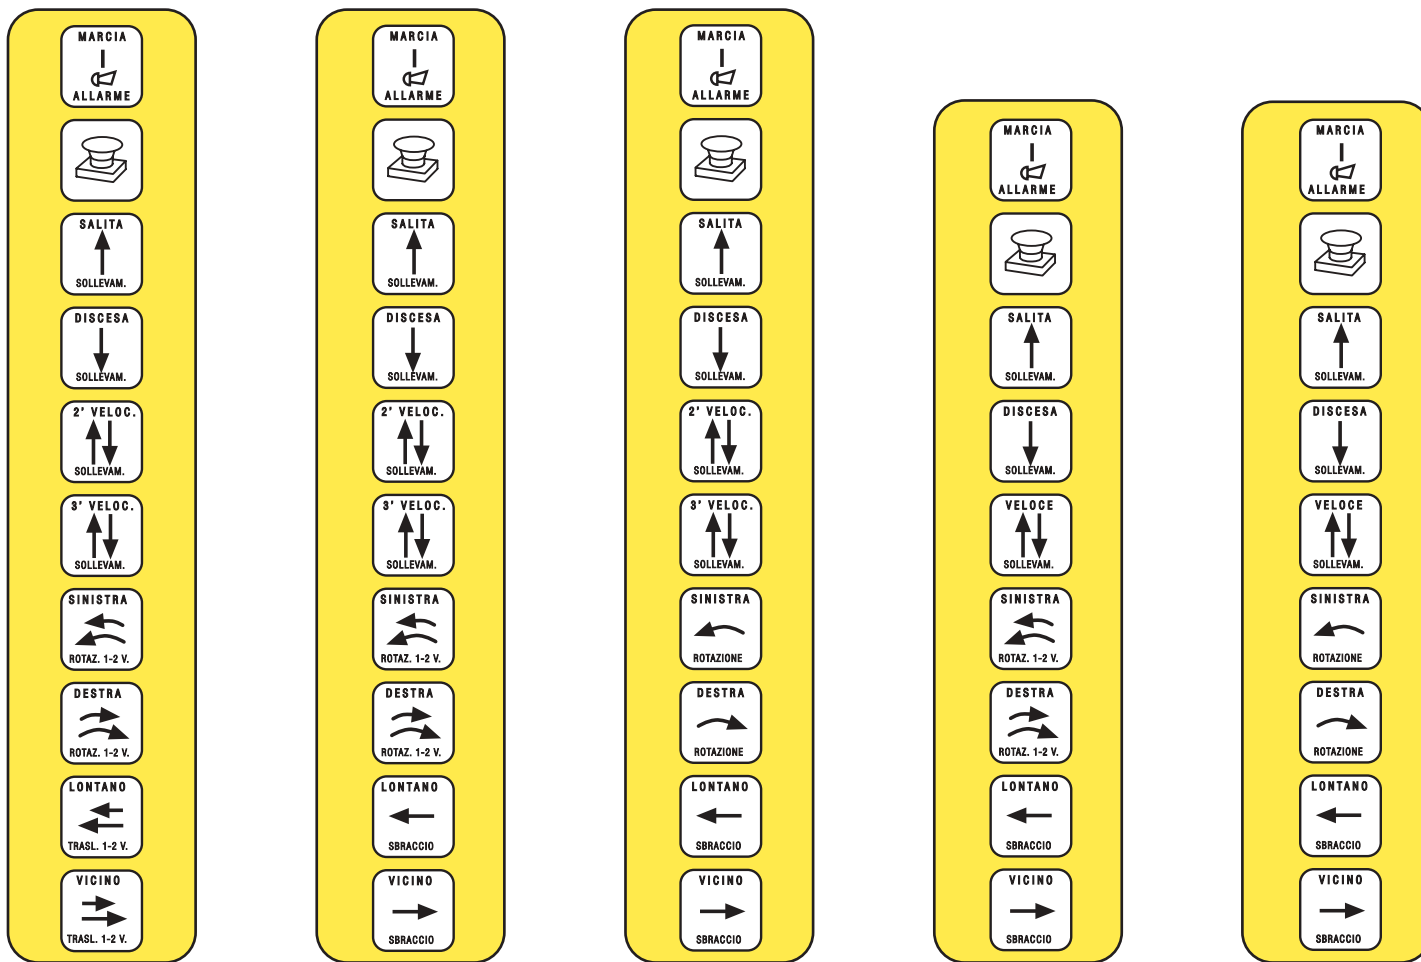 MARCIA
ALLARME
SALITA
SOLLEVAM.
DISCESA
SOLLEVAM.
2' VELOC.
SOLLEVAM.
3' VELOC.
SOLLEVAM.
SINISTRA
ROTAZ. 1-2 V.
DESTRA
ROTAZ. 1-2 V.
LONTANO
TRASL. 1-2 V.
VICINO
TRASL. 1-2 V.
MARCIA
ALLARME
SALITA
SOLLEVAM.
DISCESA
SOLLEVAM.
2' VELOC.
SOLLEVAM.
3' VELOC.
SOLLEVAM.
SINISTRA
ROTAZ. 1-2 V.
DESTRA
ROTAZ. 1-2 V.
LONTANO
SBRACCIO
VICINO
SBRACCIO
MARCIA
ALLARME
SALITA
SOLLEVAM.
DISCESA
SOLLEVAM.
2' VELOC.
SOLLEVAM.
3' VELOC.
SOLLEVAM.
SINISTRA
ROTAZIONE
DESTRA
ROTAZIONE
LONTANO
SBRACCIO
VICINO
SBRACCIO
MARCIA
ALLARME
SALITA
SOLLEVAM.
DISCESA
SOLLEVAM.
VELOCE
SOLLEVAM.
SINISTRA
ROTAZ. 1-2 V.
DESTRA
ROTAZ. 1-2 V.
LONTANO
SBRACCIO
VICINO
SBRACCIO
MARCIA
ALLARME
SALITA
SOLLEVAM.
DISCESA
SOLLEVAM.
VELOCE
SOLLEVAM.
SINISTRA
ROTAZIONE
DESTRA
ROTAZIONE
LONTANO
SBRACCIO
VICINO
SBRACCIO